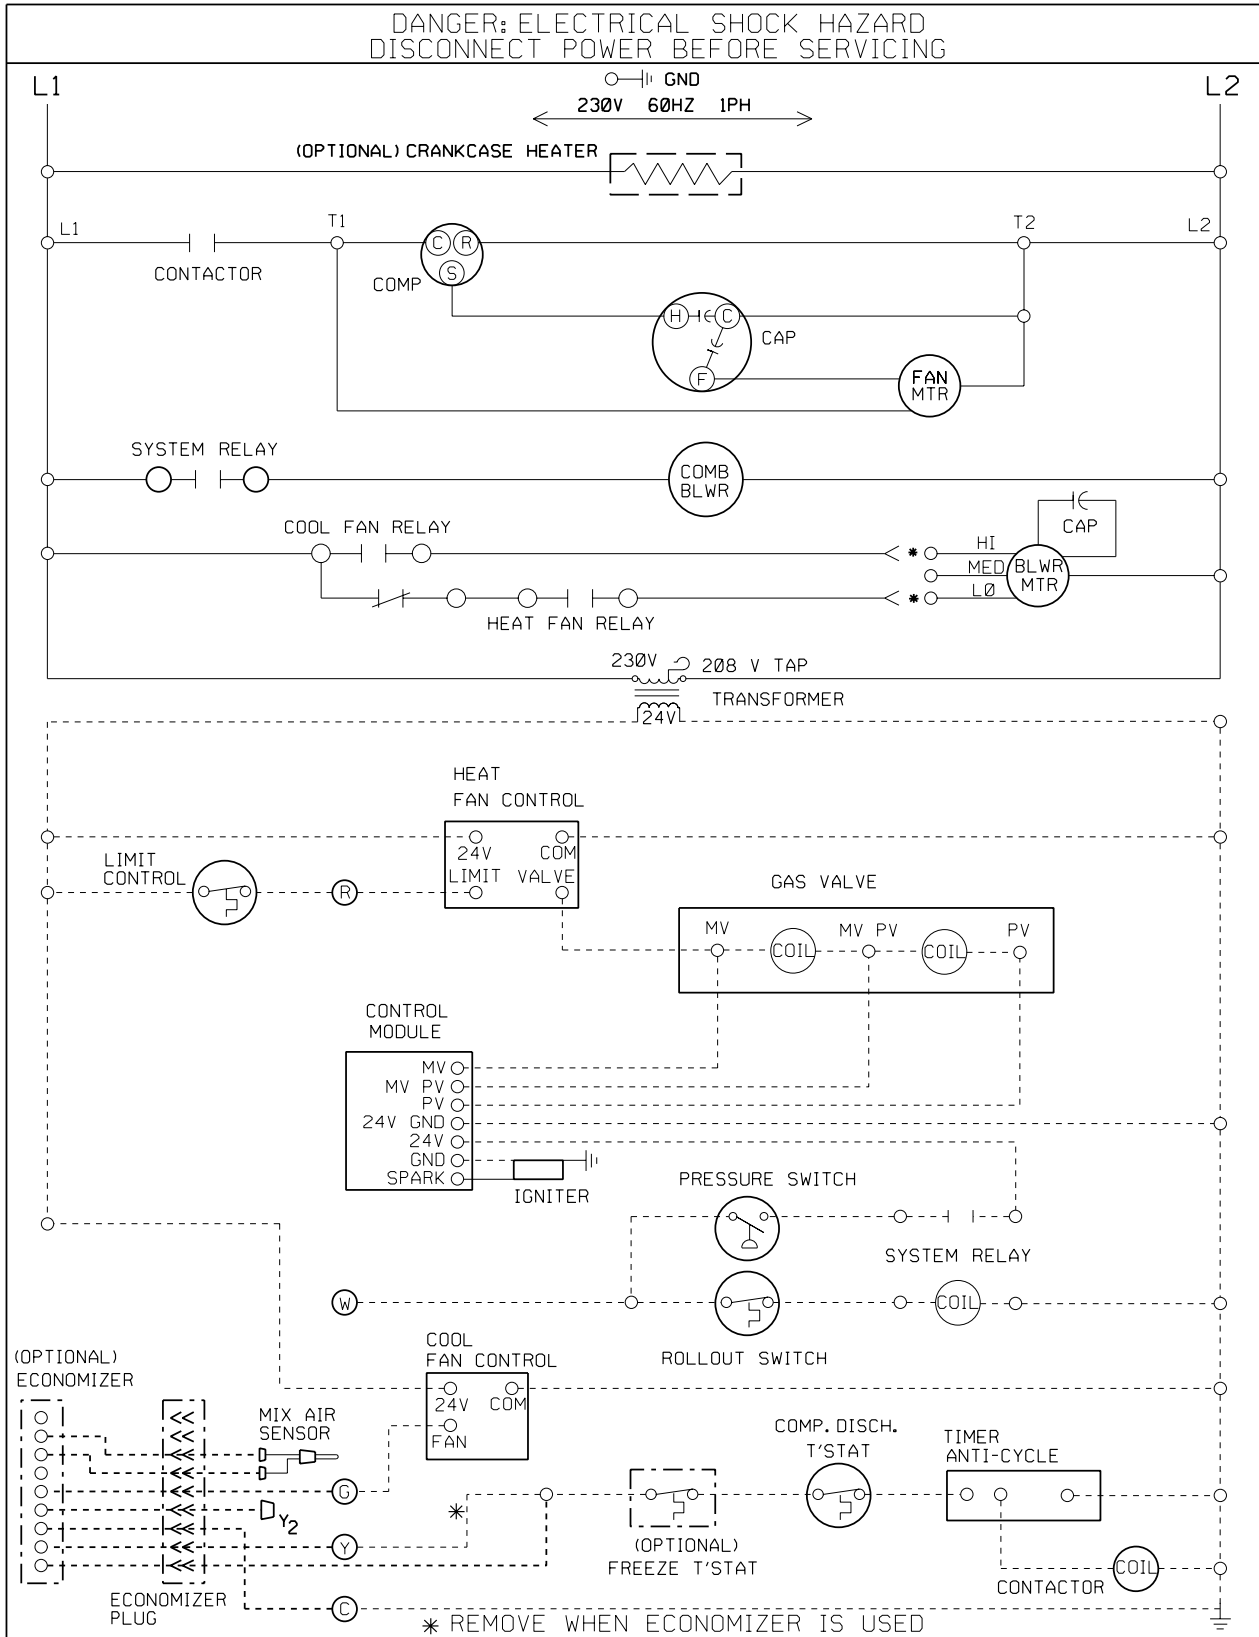 DANGER: ELECTRICAL SHOCK HAZARD
DISCONNECT POWER BEFORE SERVICING
L1
GND
L2
230V 60HZ 1PH
(OPTIONAL) CRANKCASE HEATER
L1
T1
T2
L2
C R
S
CONTACTOR
COMP
H C
CAP
F
FAN
MTR
SYSTEM RELAY
COMB
BLWR
CAP
COOL FAN RELAY
HI
*
MED
BLWR
MTR
LØ
*
HEAT FAN RELAY
230V
208 V TAP
TRANSFORMER
24V
HEAT
FAN CONTROL
24V COM
LIMIT VALVE
LIMIT
CONTROL
R
GAS VALVE
MV MV PV PV
COIL COIL
CONTROL
MODULE
MV
MV PV
PV
24V GND
24V
GND
SPARK
IGNITER
PRESSURE SWITCH
SYSTEM RELAY
W
COIL
ROLLOUT SWITCH
COOL
FAN CONTROL
24V COM
FAN
(OPTIONAL)
ECONOMIZER
MIX AIR
SENSOR
COMP. DISCH.
T'STAT
TIMER
ANTI-CYCLE
G
Y2
*
Y
(OPTIONAL)
FREEZE T'STAT
COIL
CONTACTOR
ECONOMIZER
PLUG
C
* REMOVE WHEN ECONOMIZER IS USED